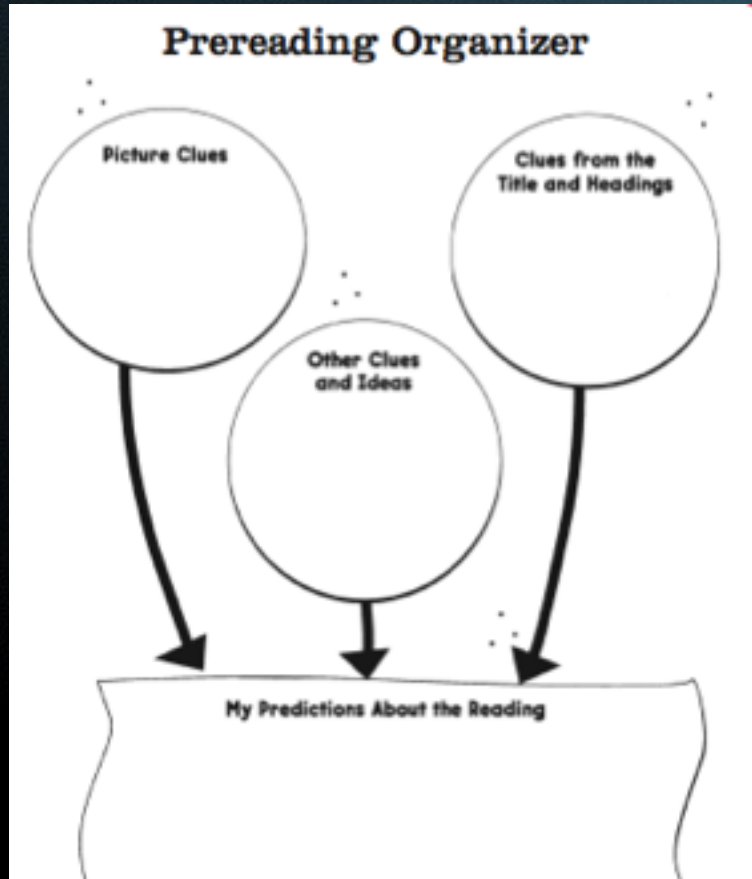 Prereading Organizer
Picture Clues
Clues from the
Title and Headings
Other Clues
and Ideas
My Predictions About the Reading